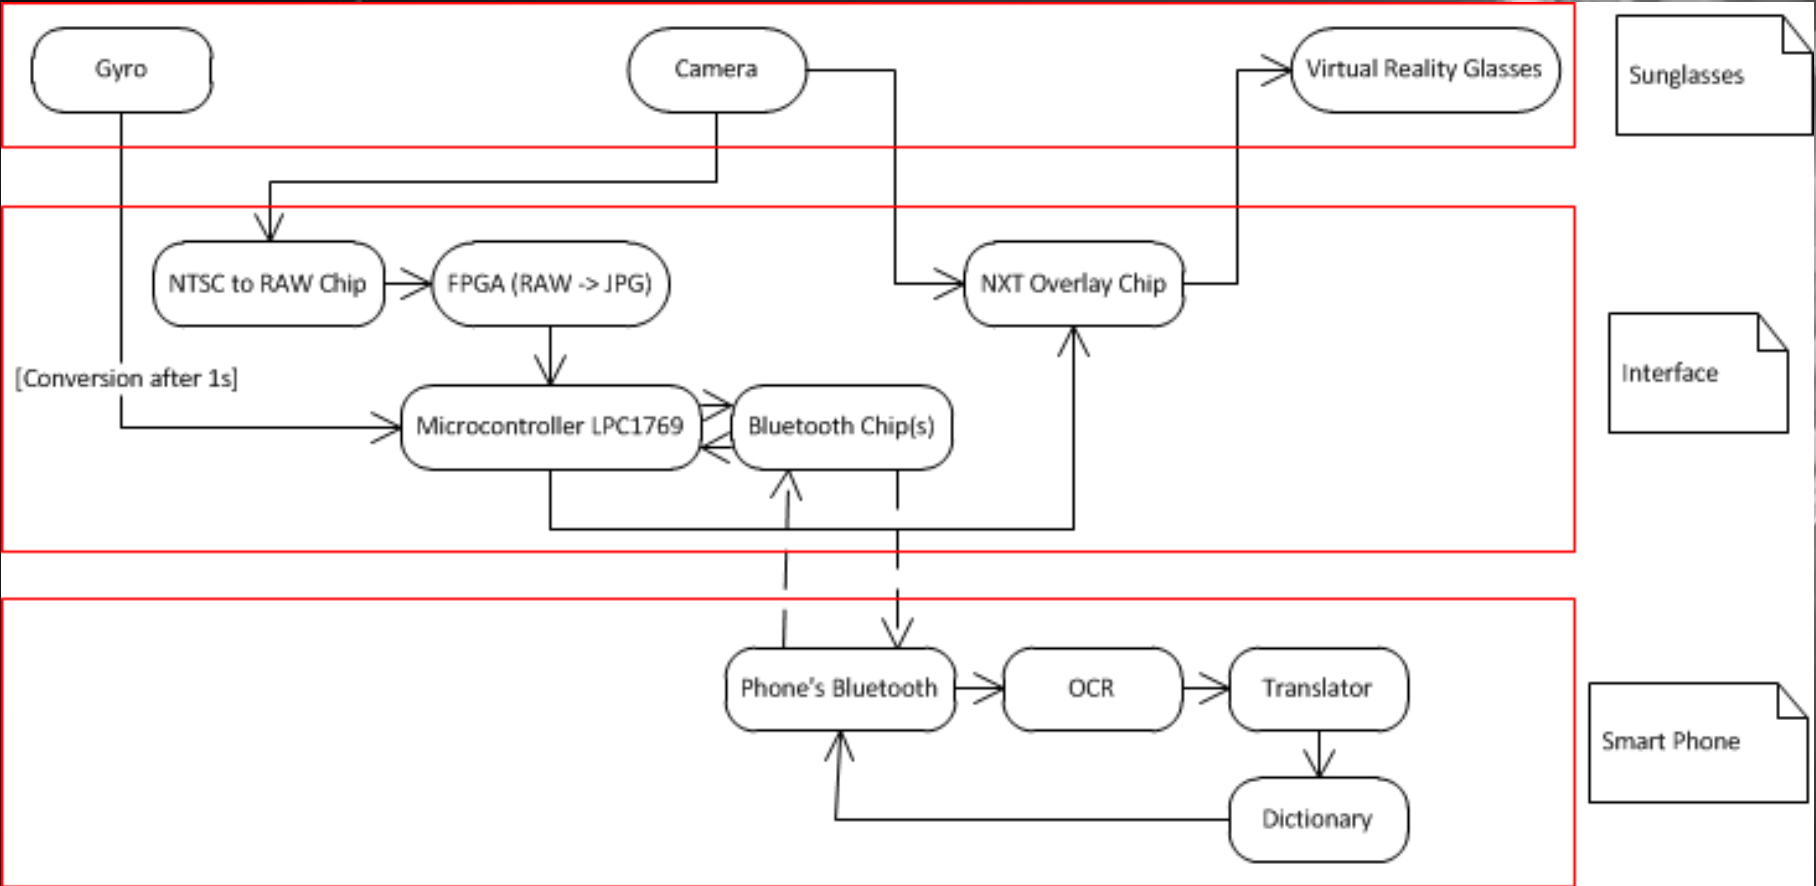 Gyro
Camera
Virtual Reality Glasses
Sunglasses
NTSC to RAW Chip
FPGA (RAW -> JPG)
NXT Overlay Chip
Interface
[Conversion after 1s]
Microcontroller LPC1769
Bluetooth Chip(s)
Phone's Bluetooth
OCR
Translator
Smart Phone
Dictionary